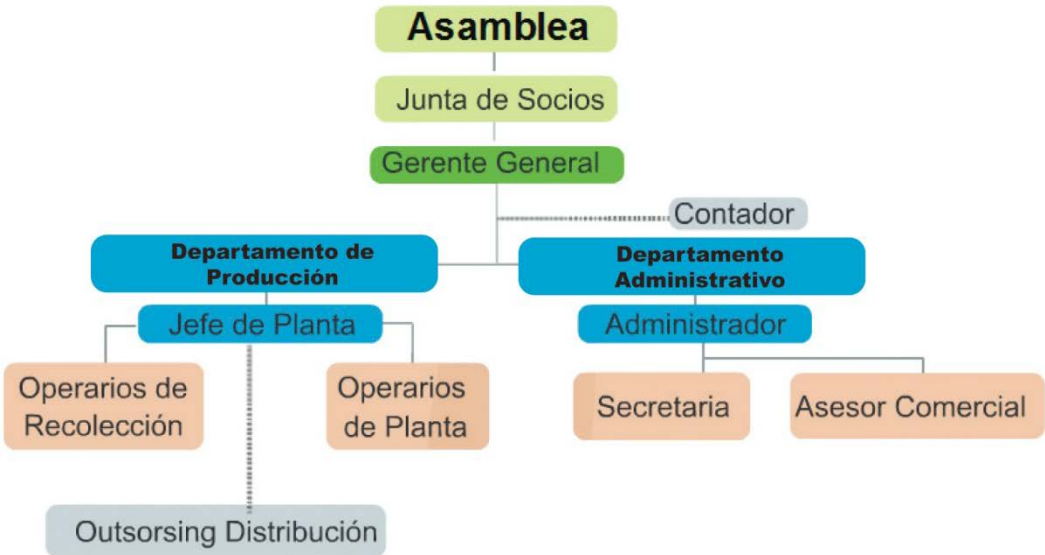 Asamblea
Junta de Socios
Gerente General
Contador
Departamento de
Producción
Departamento
Administrativo
Jefe de Planta
Administrador
Operarios de
Recolección
Operarios
de Planta
Secretaria
Asesor Comercial
Outsorsing Distribución